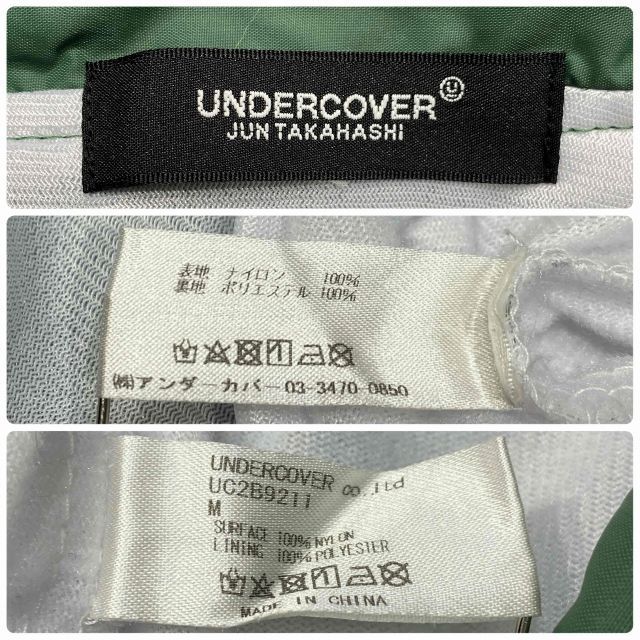 UNDERCOVER
JUN TAKAHASHI
表地 ナイロン 100%
裏地 ポリエステル 100%
㈱アンダーカバー 03-3470-0850
UNDERCOVER co.ltd
UC2B9211
M
SURFACE 100% NYLON
LINING 100% POLYESTER
MADE IN CHINA